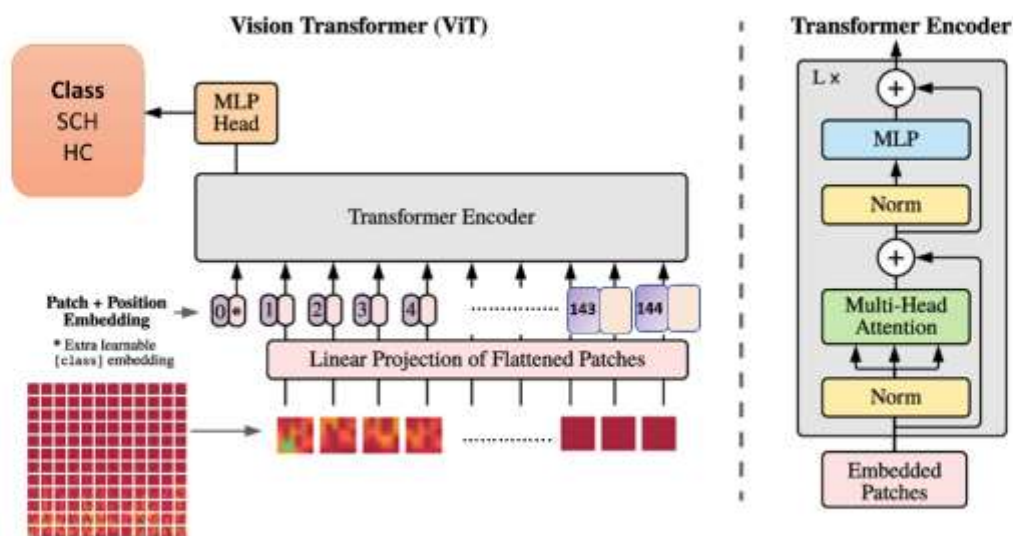 Vision Transformer (ViT)
Class
SCH
HC
MLP
Head
Transformer Encoder
Patch + Position
Embedding
* Extra learnable
[class] embedding
0 *
1
2
3
4
143
144
Linear Projection of Flattened Patches
Transformer Encoder
L ×
+
MLP
Norm
+
Multi-Head
Attention
Norm
Embedded
Patches